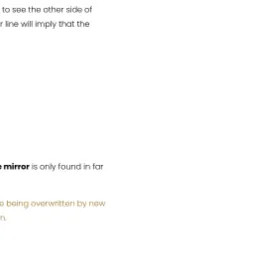 to see the other side of
r line will imply that the
e mirror is only found in far
e being overwritten by new
n.